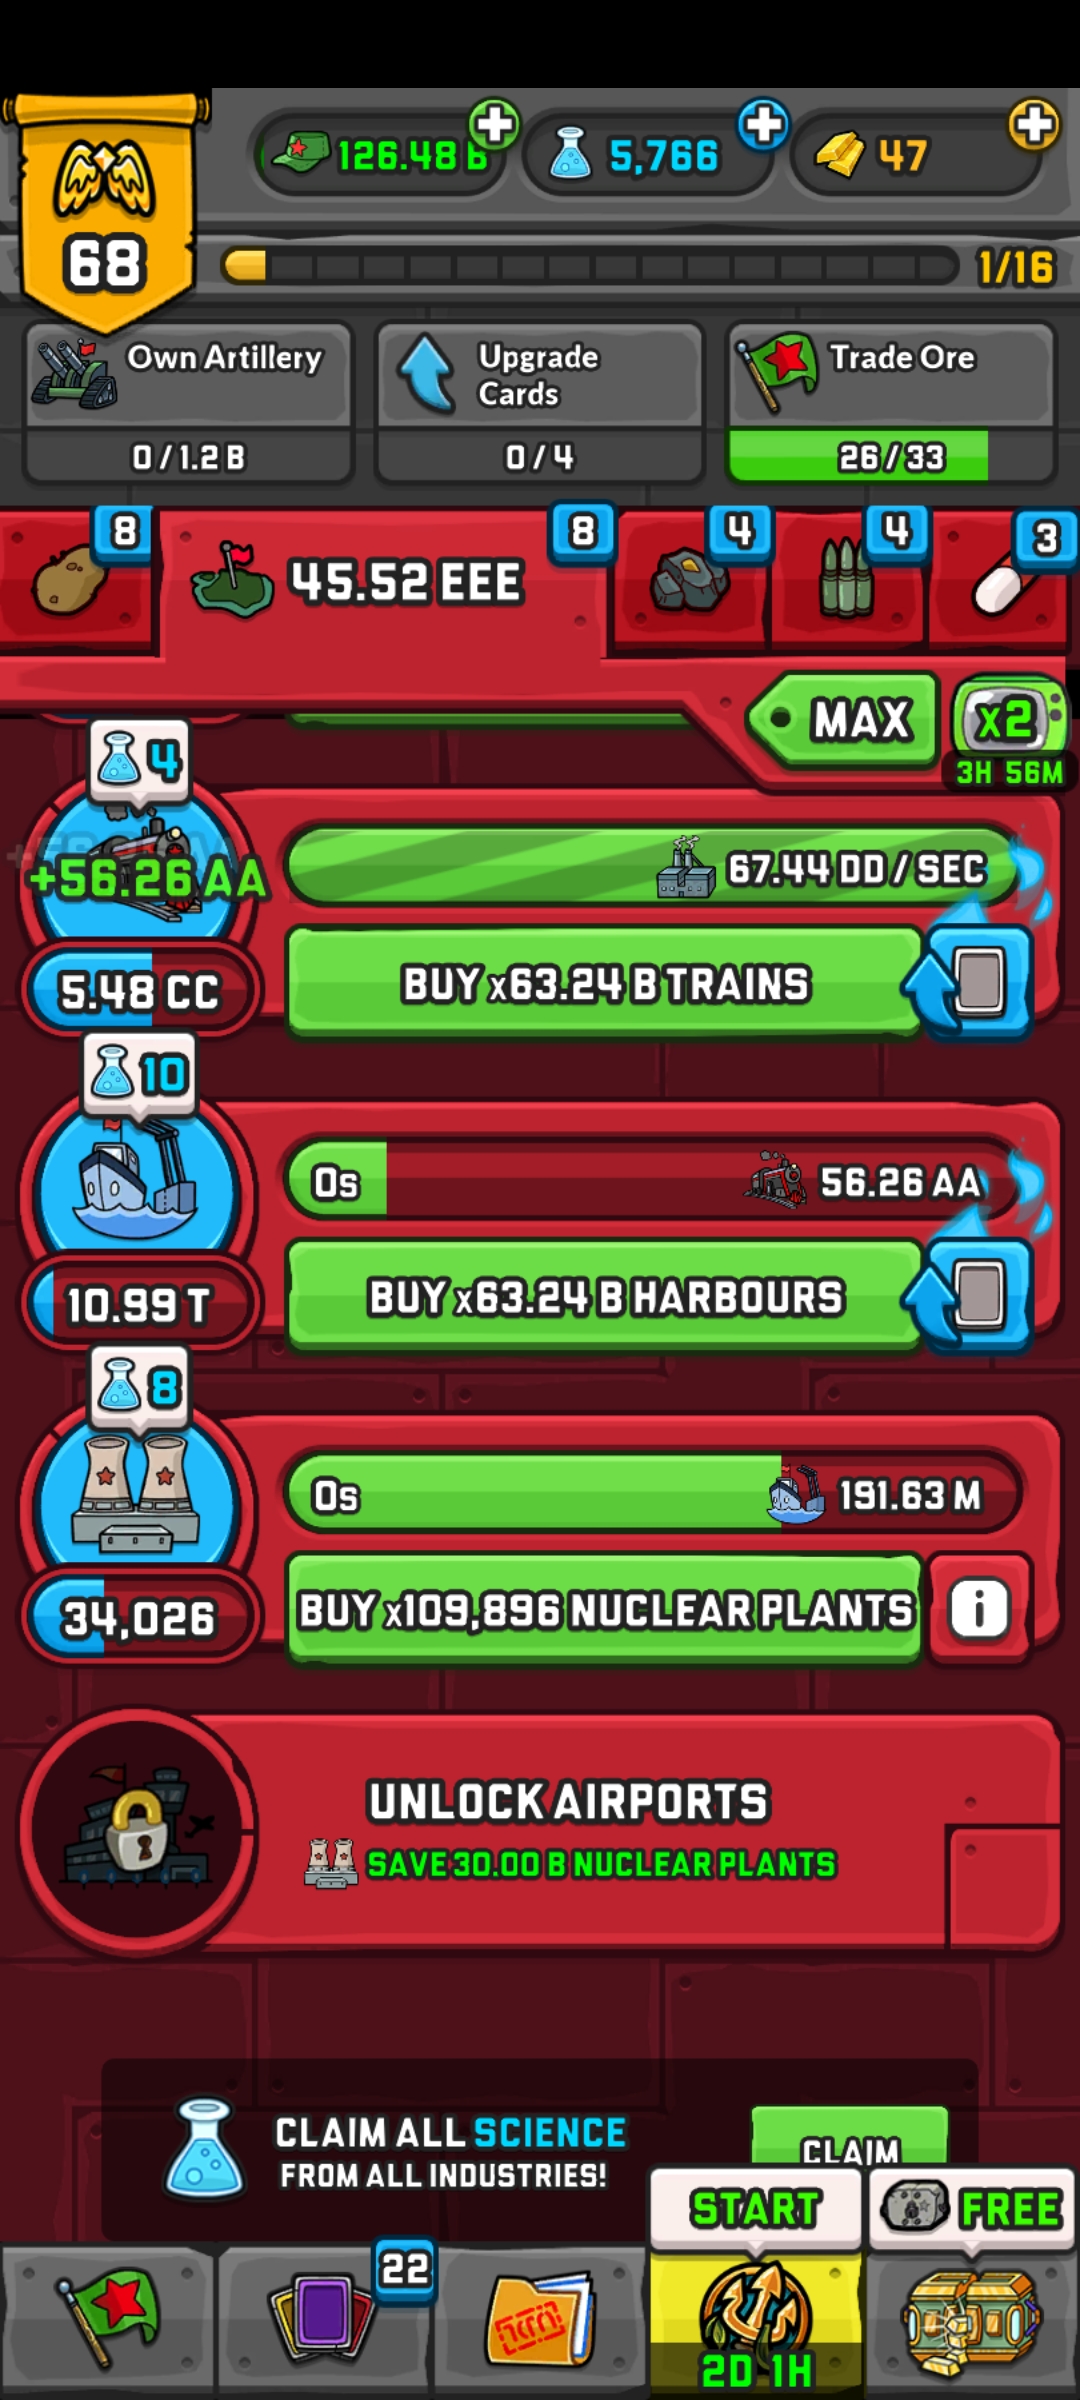 126.48 B
5,766
47
68
1/16
Own Artillery
0/1.2 B
Upgrade
Cards
0/4
Trade Ore
26/33
8
45.52 EEE
8
4
4
3
MAX
x2
3H 56M
4
+56.26 AA
67.44 DD / SEC
5.48 CC
BUY x63.24 B TRAINS
10
0s
56.26 AA
10.99 T
BUY x63.24 B HARBOURS
8
0s
191.63 M
34,026
BUY x109,896 NUCLEAR PLANTS
i
UNLOCK AIRPORTS
SAVE 30.00 B NUCLEAR PLANTS
CLAIM ALL SCIENCE
FROM ALL INDUSTRIES!
CLAIM
START
FREE
22
2D 1H